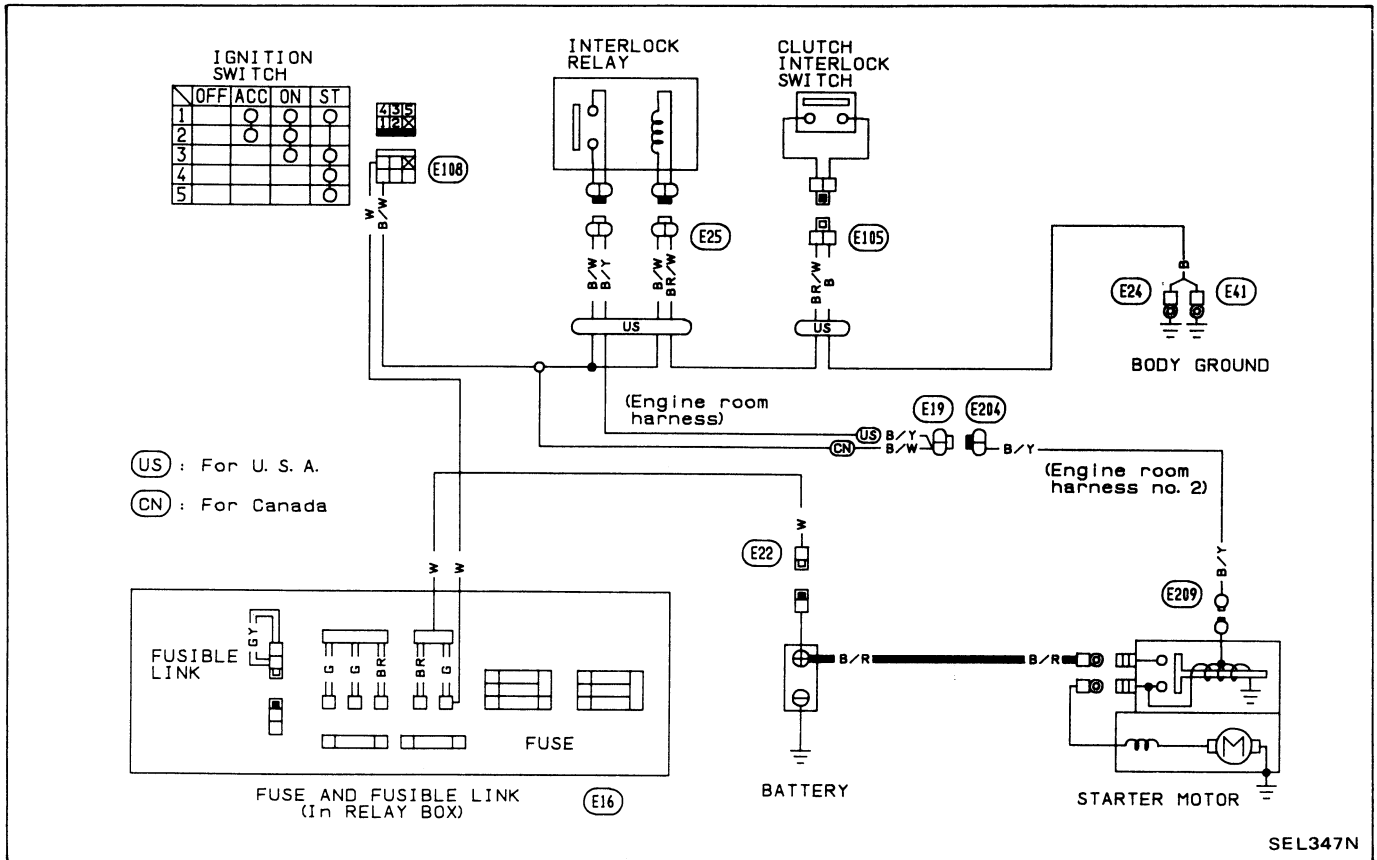 IGNITION
SWITCH
OFF ACC ON ST
1
2
3
4
5
4 3 5
1 2
E108
W
B/W
INTERLOCK
RELAY
E25
B/W
B/Y
B/W
BR/W
US
CLUTCH
INTERLOCK
SWITCH
E105
BR/W
B
US
B
E24
E41
BODY GROUND
(Engine room
harness)
E19
E204
US B/Y
CN B/W
B/Y
(Engine room
harness no. 2)
US : For U. S. A.
CN : For Canada
W
W
W
E22
B/Y
E209
FUSIBLE
LINK
GY
G
G
BR
BR
G
FUSE
FUSE AND FUSIBLE LINK
(In RELAY BOX)
E16
B/R
B/R
BATTERY
M
STARTER MOTOR
SEL347N